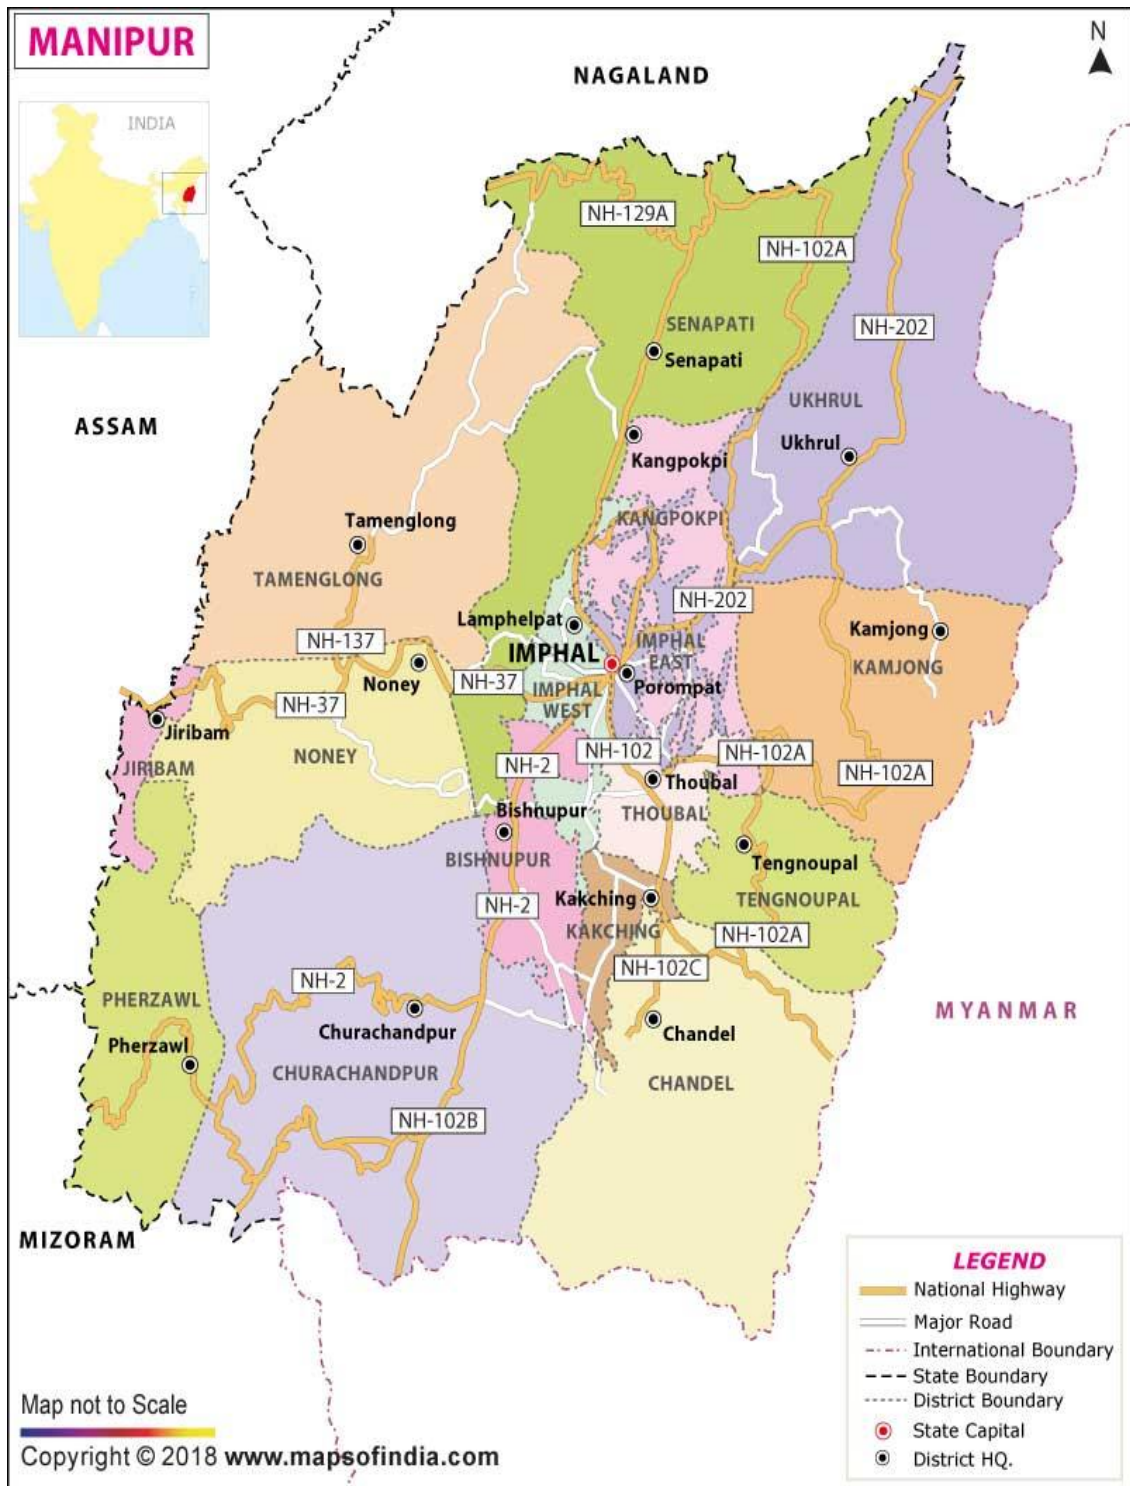 MANIPUR
N
NAGALAND
INDIA
NH-129A
NH-102A
SENAPATI
NH-202
Senapati
UKHRUL
ASSAM
Ukhrul
Kangpokpi
Tamenglong
KANGPOKPI
TAMENGLONG
NH-202
Lamphelpat
Kamjong
NH-137
IMPHAL
IMPHAL
EAST
KAMJONG
Noney
NH-37
Porompat
IMPHAL
WEST
NH-37
Jiribam
NONEY
NH-102
NH-102A
JIRIBAM
NH-2
NH-102A
Thoubal
Bishnupur
THOUBAL
BISHNUPUR
Tengnoupal
Kakching
TENGNOUPAL
NH-2
KAKCHING
NH-102A
NH-102C
NH-2
PHERZAWL
MYANMAR
Churachandpur
Chandel
Pherzawl
CHURACHANDPUR
CHANDEL
NH-102B
MIZORAM
LEGEND
National Highway
Major Road
International Boundary
State Boundary
District Boundary
State Capital
District HQ.
Map not to Scale
Copyright © 2018 www.mapsofindia.com